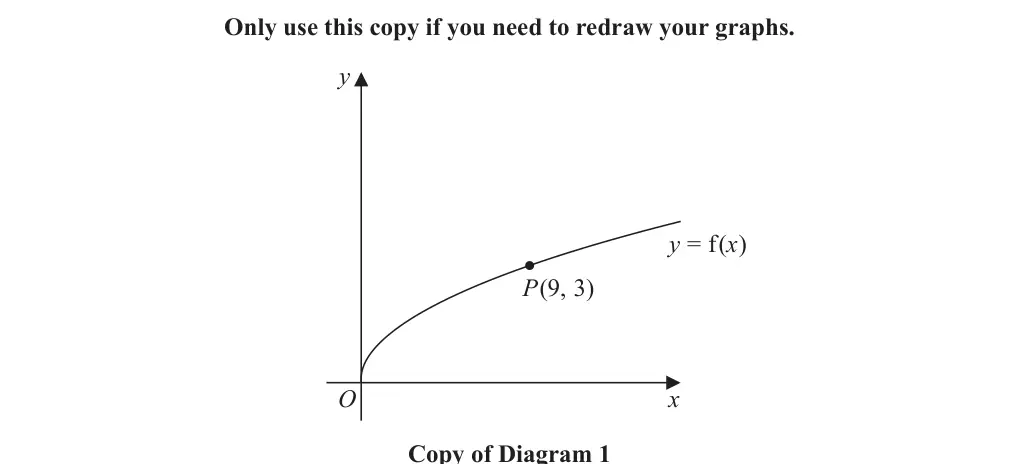 Only use this copy if you need to redraw your graphs.
y
y = f(x)
P(9, 3)
O
x
Copy of Diagram 1